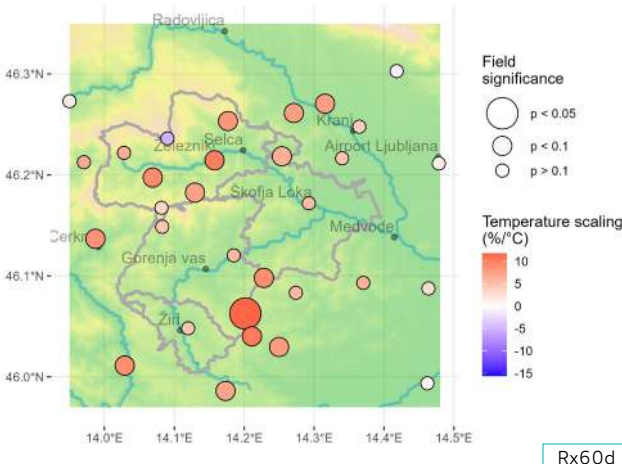 Radovljica
46.3°N
Kranj
Airport Ljubljana
Selca
Železniki
46.2°N
Škofja Loka
Medvode
Cerkn
Gorenja vas
46.1°N
Žiri
46.0°N
14.0°E 14.1°E 14.2°E 14.3°E 14.4°E 14.5°E
Field
significance
p < 0.05
p < 0.1
p > 0.1
Temperature scaling
(%/°C)
10
5
0
-5
-10
-15
Rx60d